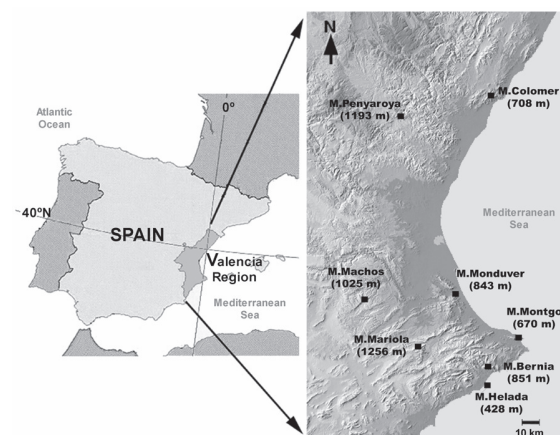 Atlantic
Ocean
0º
40ºN
SPAIN
Valencia
Region
Mediterranean
Sea
N
M.Colomer
(708 m)
M.Penyaroya
(1193 m)
Mediterranean
Sea
M.Machos
(1025 m)
M.Monduver
(843 m)
M.Montgo
(670 m)
M.Mariola
(1256 m)
M.Bernia
(851 m)
M.Helada
(428 m)
10 km